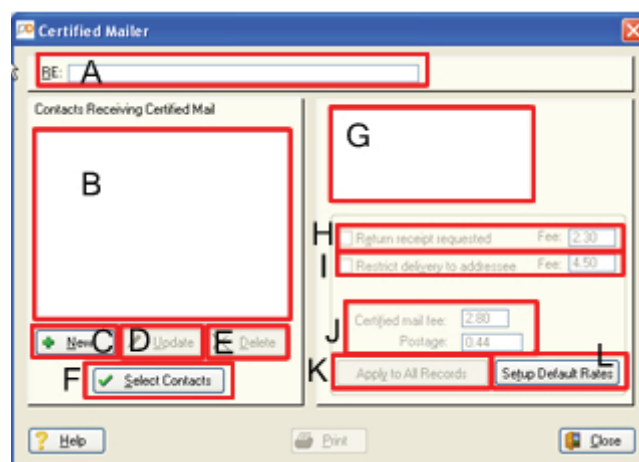 Certified Mailer
RE: A
Contacts Receiving Certified Mail
B
G
H Return receipt requested Fee: 2.30
I Restrict delivery to addressee Fee: 4.50
J Certified mail fee: 2.80
Postage: 0.44
New C D Update E Delete
F Select Contacts
K Apply to All Records Setup Default Rates L
? Help Print Close